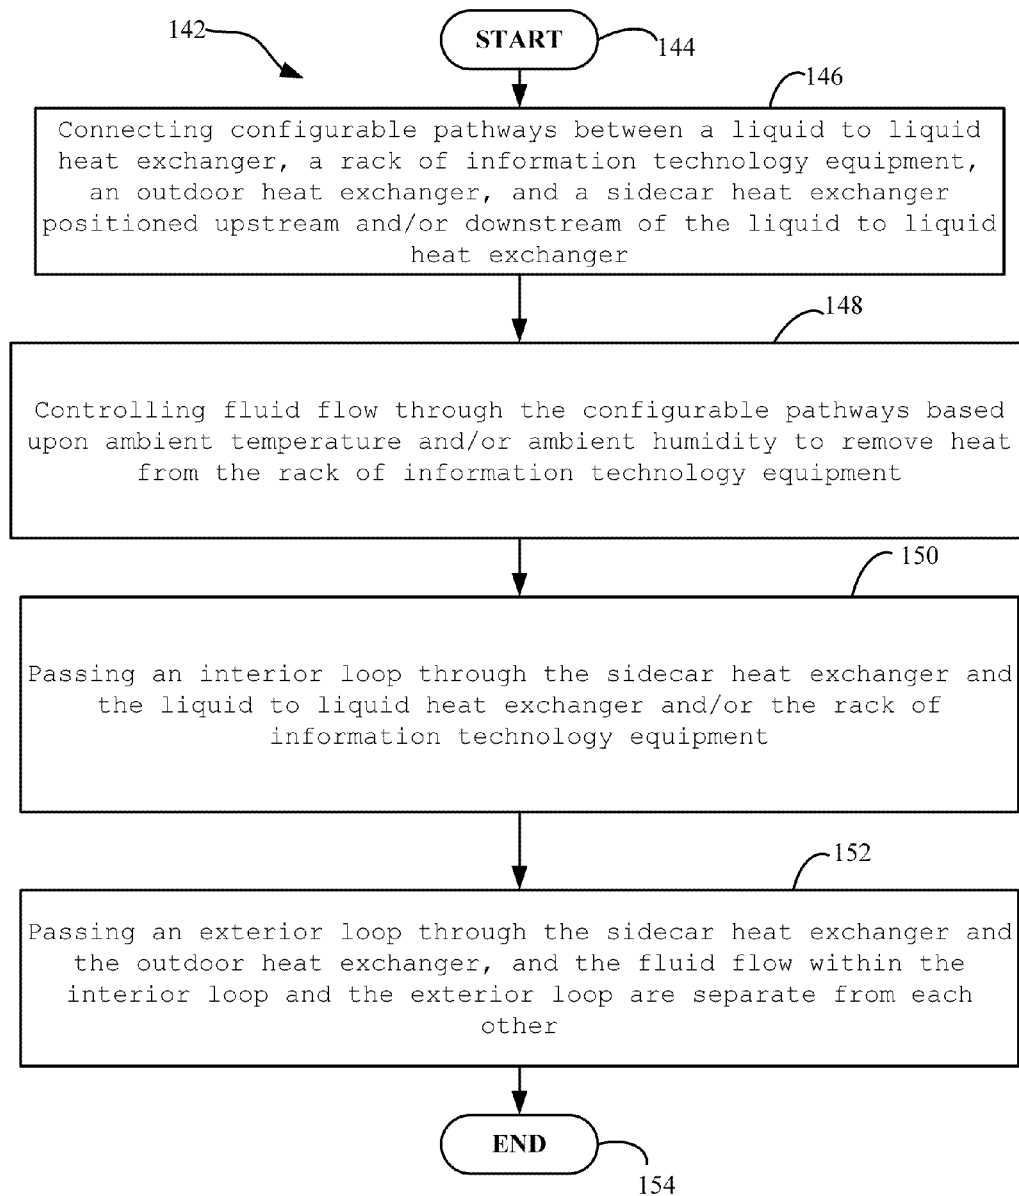 142
START
144
146
Connecting configurable pathways between a liquid to liquid
heat exchanger, a rack of information technology equipment,
an outdoor heat exchanger, and a sidecar heat exchanger
positioned upstream and/or downstream of the liquid to liquid
heat exchanger
148
Controlling fluid flow through the configurable pathways based
upon ambient temperature and/or ambient humidity to remove heat
from the rack of information technology equipment
150
Passing an interior loop through the sidecar heat exchanger and
the liquid to liquid heat exchanger and/or the rack of
information technology equipment
152
Passing an exterior loop through the sidecar heat exchanger and
the outdoor heat exchanger, and the fluid flow within the
interior loop and the exterior loop are separate from each
other
END
154